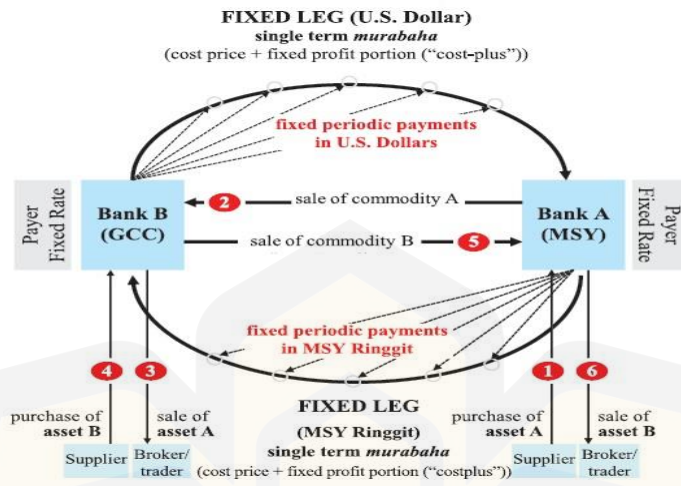 FIXED LEG (U.S. Dollar)
single term murabaha
(cost price + fixed profit portion (“cost-plus”))
fixed periodic payments
in U.S. Dollars
Payer
Fixed Rate
Bank B
(GCC)
2
sale of commodity A
sale of commodity B
5
Bank A
(MSY)
Payer
Fixed Rate
fixed periodic payments
in MSY Ringgit
4
3
1
6
purchase of
asset B
sale of
asset A
FIXED LEG
(MSY Ringgit)
single term murabaha
(cost price + fixed profit portion (“costplus”))
purchase of
asset A
sale of
asset B
Supplier
Broker/
trader
Supplier
Broker/
trader